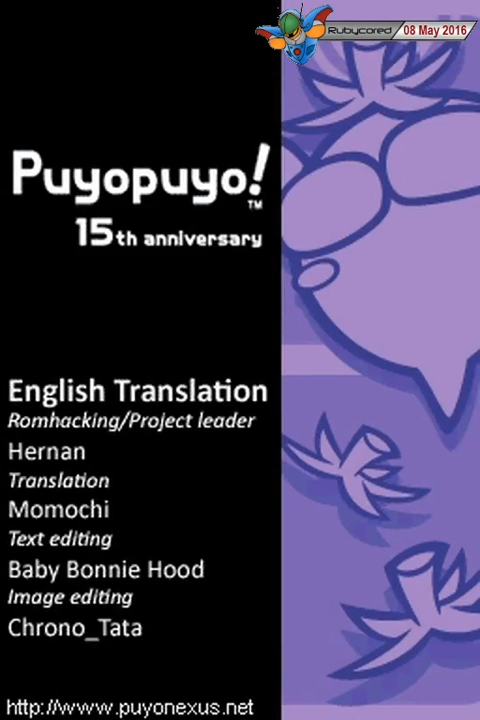 Rubycored 08 May 2016
Puyopuyo!™
15th anniversary
English Translation
Romhacking/Project leader
Hernan
Translation
Momochi
Text editing
Baby Bonnie Hood
Image editing
Chrono_Tata
http://www.puyonexus.net